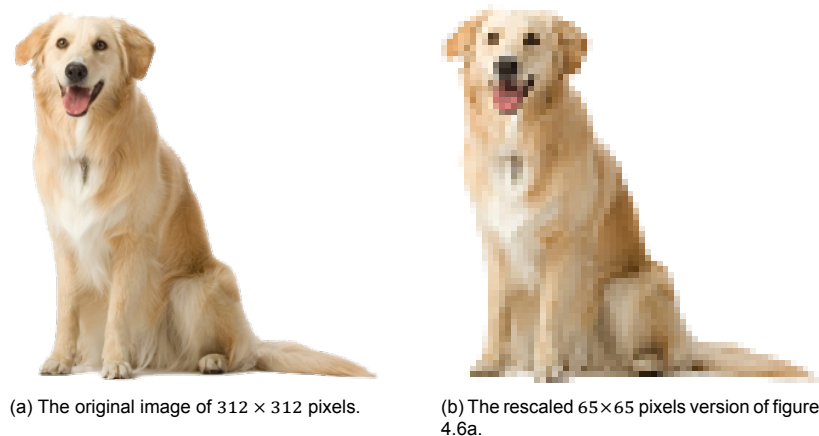 (a) The original image of 312 × 312 pixels.
(b) The rescaled 65×65 pixels version of figure
4.6a.